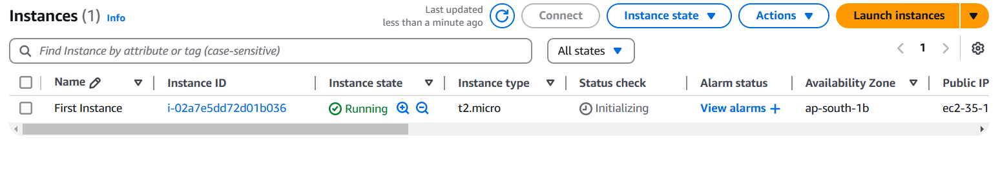 Instances (1) Info
Last updated
less than a minute ago
Connect
Instance state
Actions
Launch instances
Find Instance by attribute or tag (case-sensitive)
All states
1
Name Instance ID Instance state Instance type Status check Alarm status Availability Zone Public IP
First Instance i-02a7e5dd72d01b036 Running t2.micro Initializing View alarms + ap-south-1b ec2-35-1